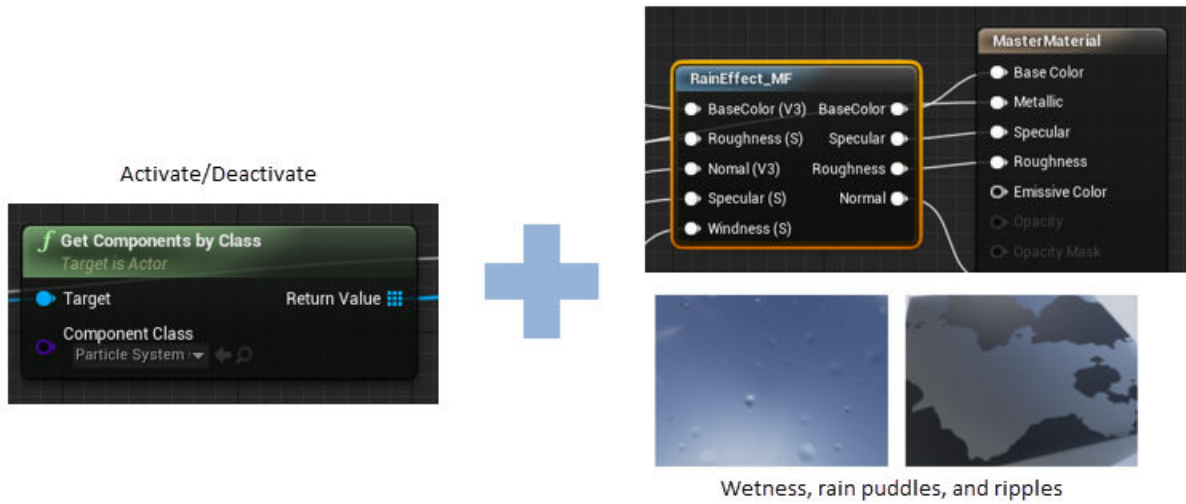 Activate/Deactivate
f Get Components by Class
Target is Actor
Target Return Value
Component Class
Particle System
RainEffect_MF
BaseColor (V3) BaseColor
Roughness (S) Specular
Nomal (V3) Roughness
Specular (S) Normal
Windness (S)
MasterMaterial
Base Color
Metallic
Specular
Roughness
Emissive Color
Opacity
Opacity Mask
Wetness, rain puddles, and ripples